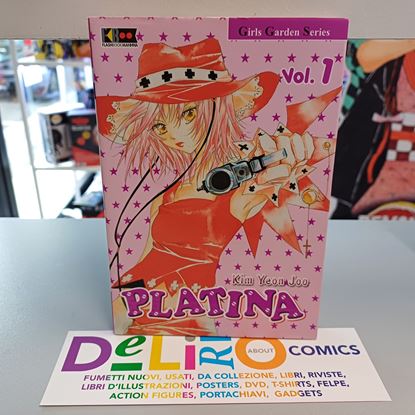 Girls Garden Series
FLASHBOOKMANHWA
Vol. 1
Kim Yeon Joo
PLATINA
DeLiRiO
ABOUT
COMICS
FUMETTI NUOVI, USATI, DA COLLEZIONE, LIBRI, RIVISTE,
LIBRI D'ILLUSTRAZIONI, POSTERS, DVD, T-SHIRTS, FELPE,
ACTION FIGURES, PORTACHIAVI, GADGETS